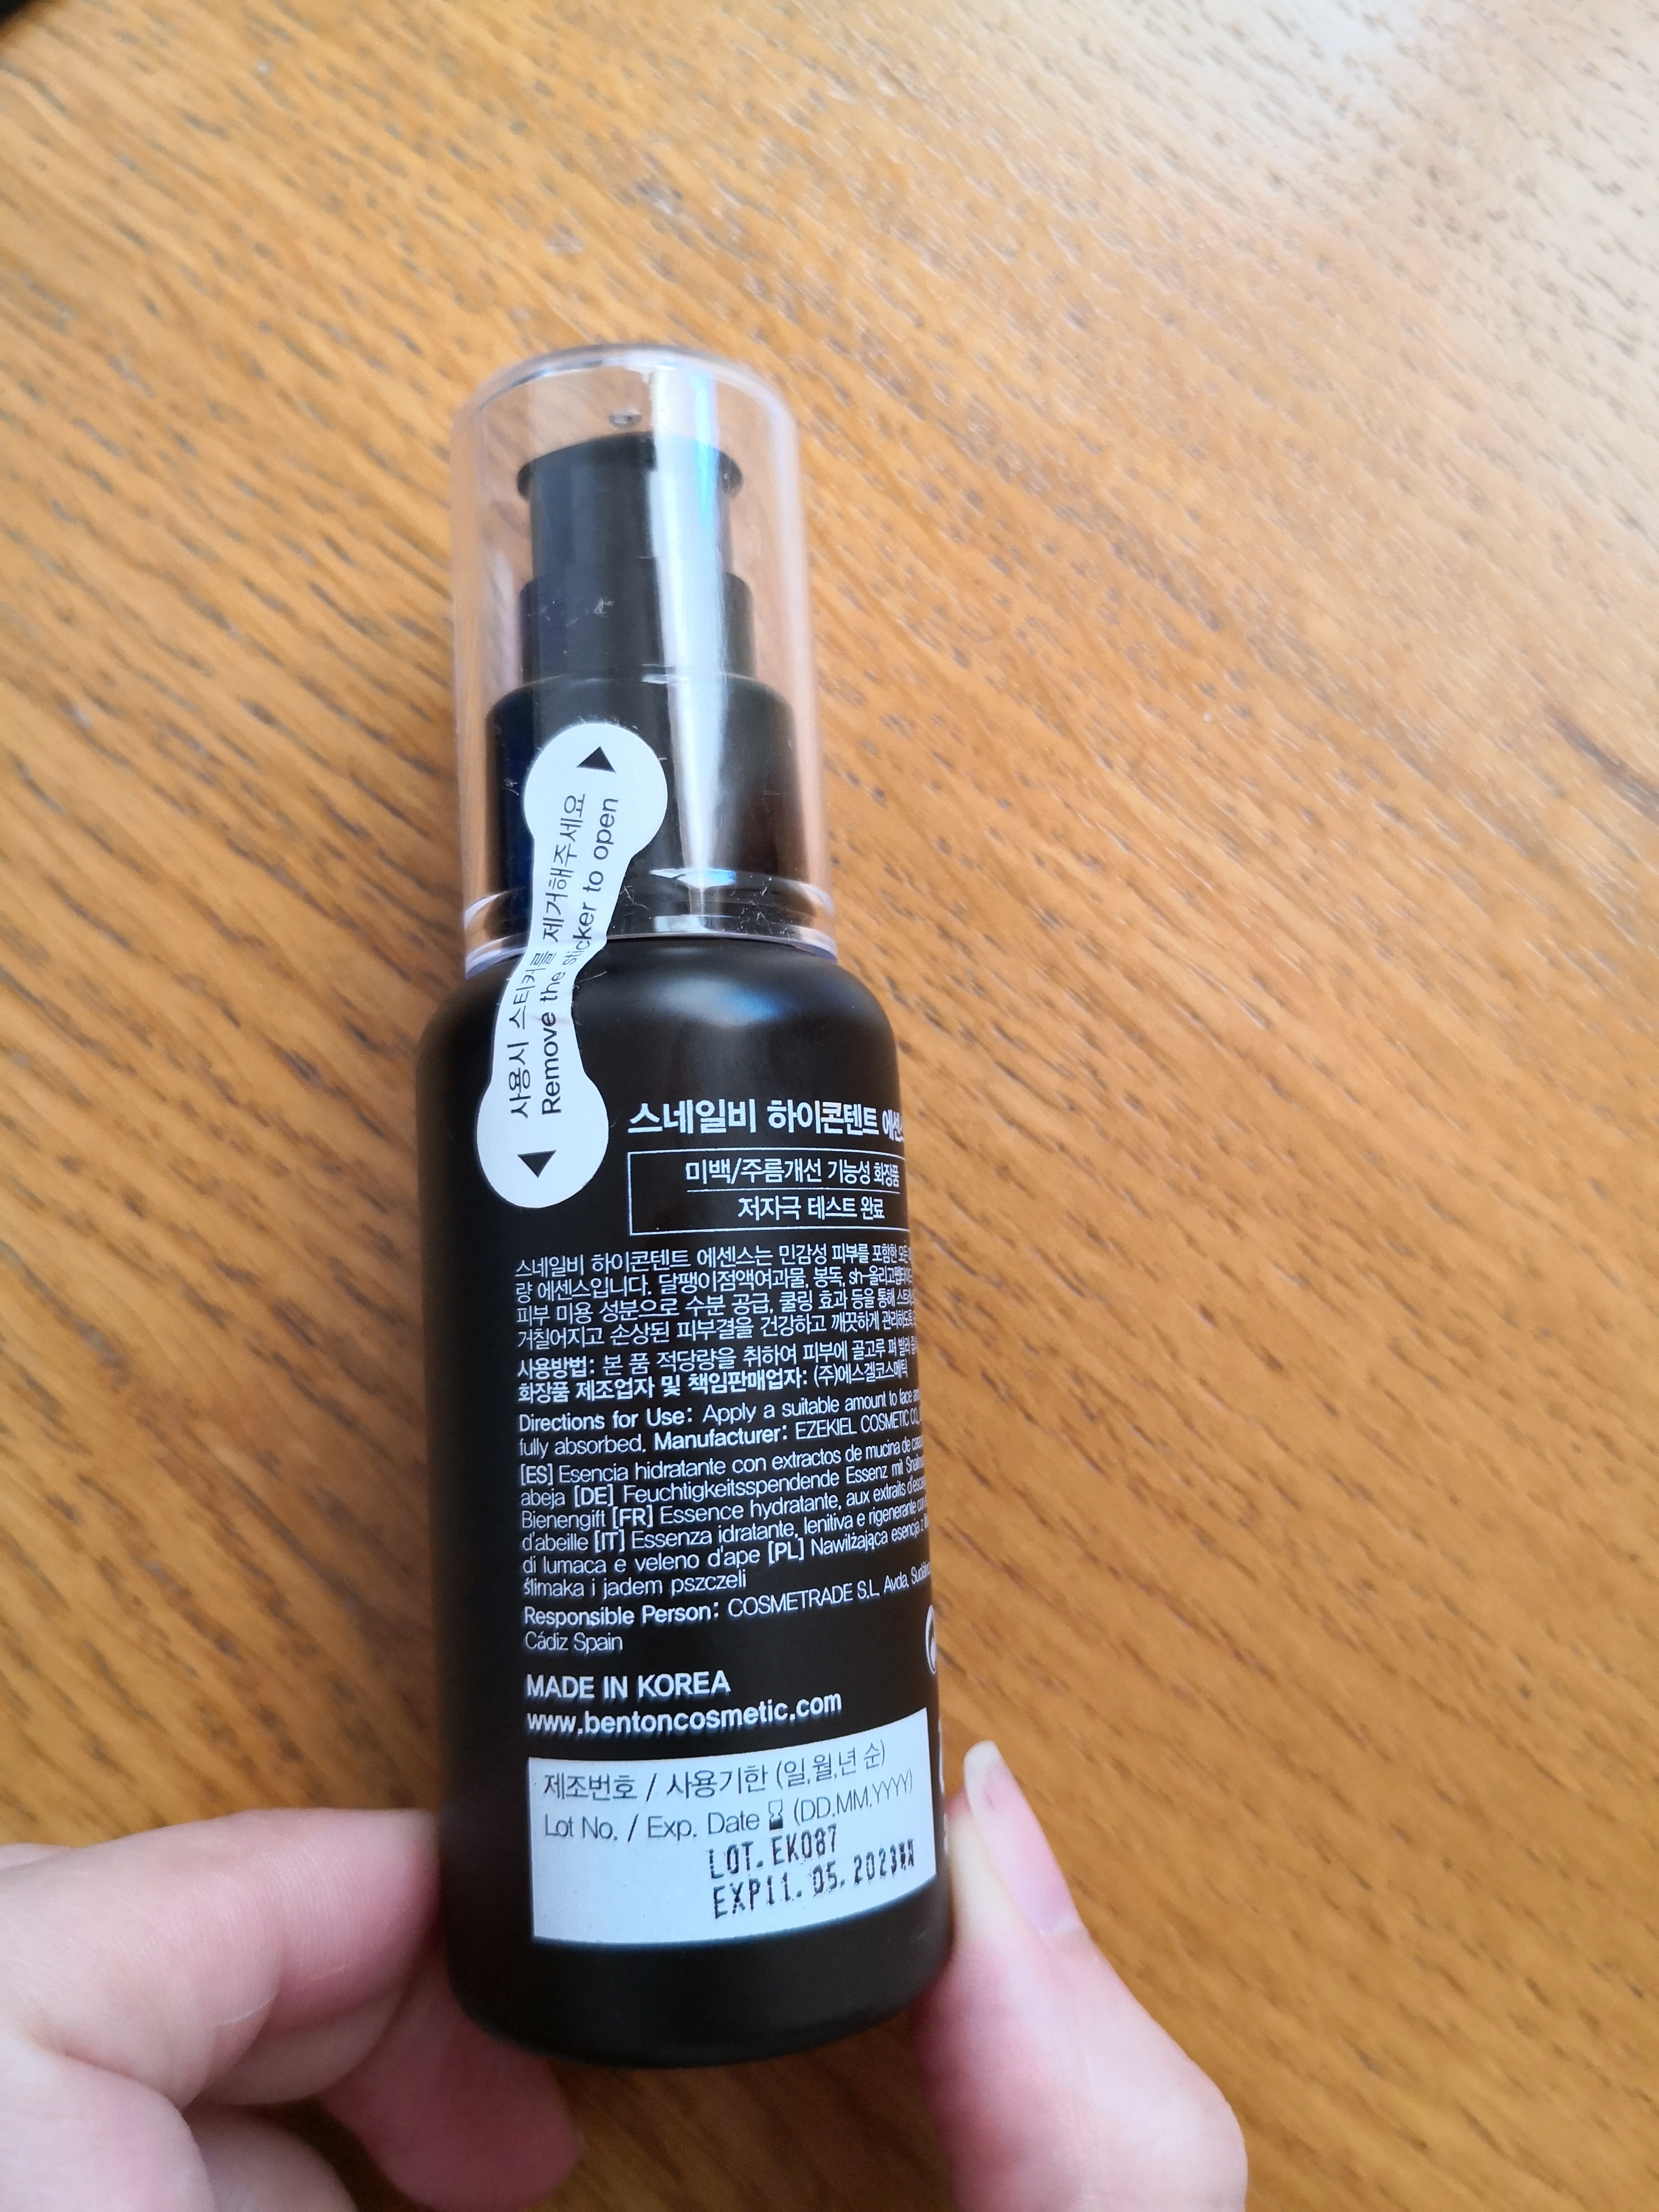 사용시 스티커를 제거해주세요
Remove the sticker to open
스네일비 하이콘텐트
미백/주름개선 기능성 화장품
저자극 테스트 완료
스네일비 하이콘텐트 에센스는 민감성 피부를 포함한 모든
량 에센스입니다. 달팽이점액여과물, 봉독,
피부 미용 성분으로 수분 공급, 쿨링 효과 등을 통해
거칠어지고 손상된 피부결을 건강하고 깨끗하게
사용방법: 본 품 적당량을 취하여 피부에 골고루 펴 발라
화장품 제조업자 및 책임판매업자: (주)에스겔코스메틱
Directions for Use: Apply a suitable amount to face
fully absorbed. Manufacturer: EZEKIEL COSMETIC CO.,
[ES] Esencia hidratante con extractos de mucina de
abeja [DE] Feuchtigkeitsspendende Essenz mit
Bienengift [FR] Essence hydratante, aux extraits
d'abeille [IT] Essenza idratante, lenitiva e rigenerante
di lumaca e veleno d'ape [PL] Nawilżająca esencja z
ślimaka i jadem pszczeli
Responsible Person: COSMETRADE S.L. Avda.
Cádiz Spain
MADE IN KOREA
www.bentoncosmetic.com
제조번호 / 사용기한 (일,월,년 순)
Lot No. / Exp. Date (DD.MM.YYYY)
LOT. EK087
EXP11. 05. 2023